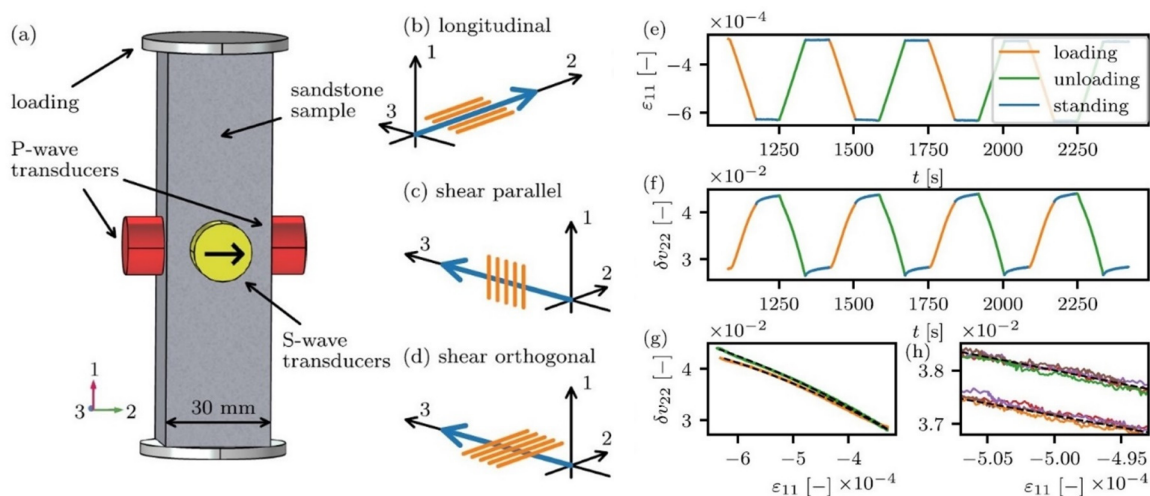 (a)
loading
sandstone
sample
P-wave
transducers
S-wave
transducers
30 mm
1
3
2
(b) longitudinal
1
2
3
(c) shear parallel
1
3
2
(d) shear orthogonal
1
3
2
(e)
×10⁻⁴
ε₁₁ [−]
−4
−6
loading
unloading
standing
1250 1500 1750 2000 2250
t [s]
(f)
×10⁻²
δv₂₂ [−]
4
3
1250 1500 1750 2000 2250
t [s]
(g)
×10⁻²
δv₂₂ [−]
4
3
−6 −5 −4
ε₁₁ [−] ×10⁻⁴
(h)
×10⁻²
3.8
3.7
−5.05 −5.00 −4.95
ε₁₁ [−] ×10⁻⁴